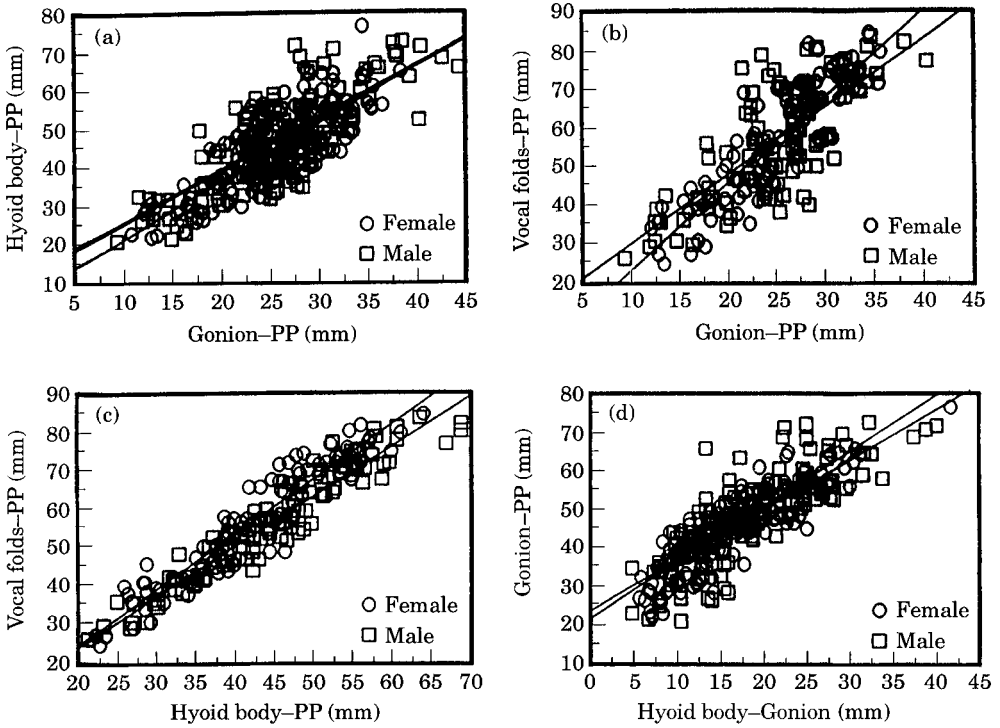 (a)
Hyoid body–PP (mm)
80
70
60
50
40
30
20
10
Female
Male
5 10 15 20 25 30 35 40 45
Gonion–PP (mm)
(b)
Vocal folds–PP (mm)
90
80
70
60
50
40
30
20
Female
Male
5 10 15 20 25 30 35 40 45
Gonion–PP (mm)
(c)
Vocal folds–PP (mm)
90
80
70
60
50
40
30
20
Female
Male
20 25 30 35 40 45 50 55 60 65 70
Hyoid body–PP (mm)
(d)
Gonion–PP (mm)
80
70
60
50
40
30
20
10
Female
Male
0 5 10 15 20 25 30 35 40 45
Hyoid body-Gonion (mm)